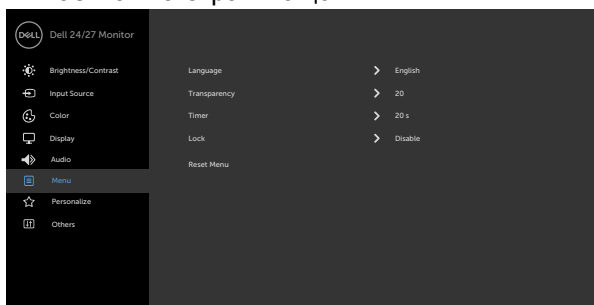 DELL
Dell 24/27 Monitor
Brightness/Contrast
Input Source
Color
Display
Audio
Menu
Personalize
Others
Language > English
Transparency > 20
Timer > 20 s
Lock > Disable
Reset Menu